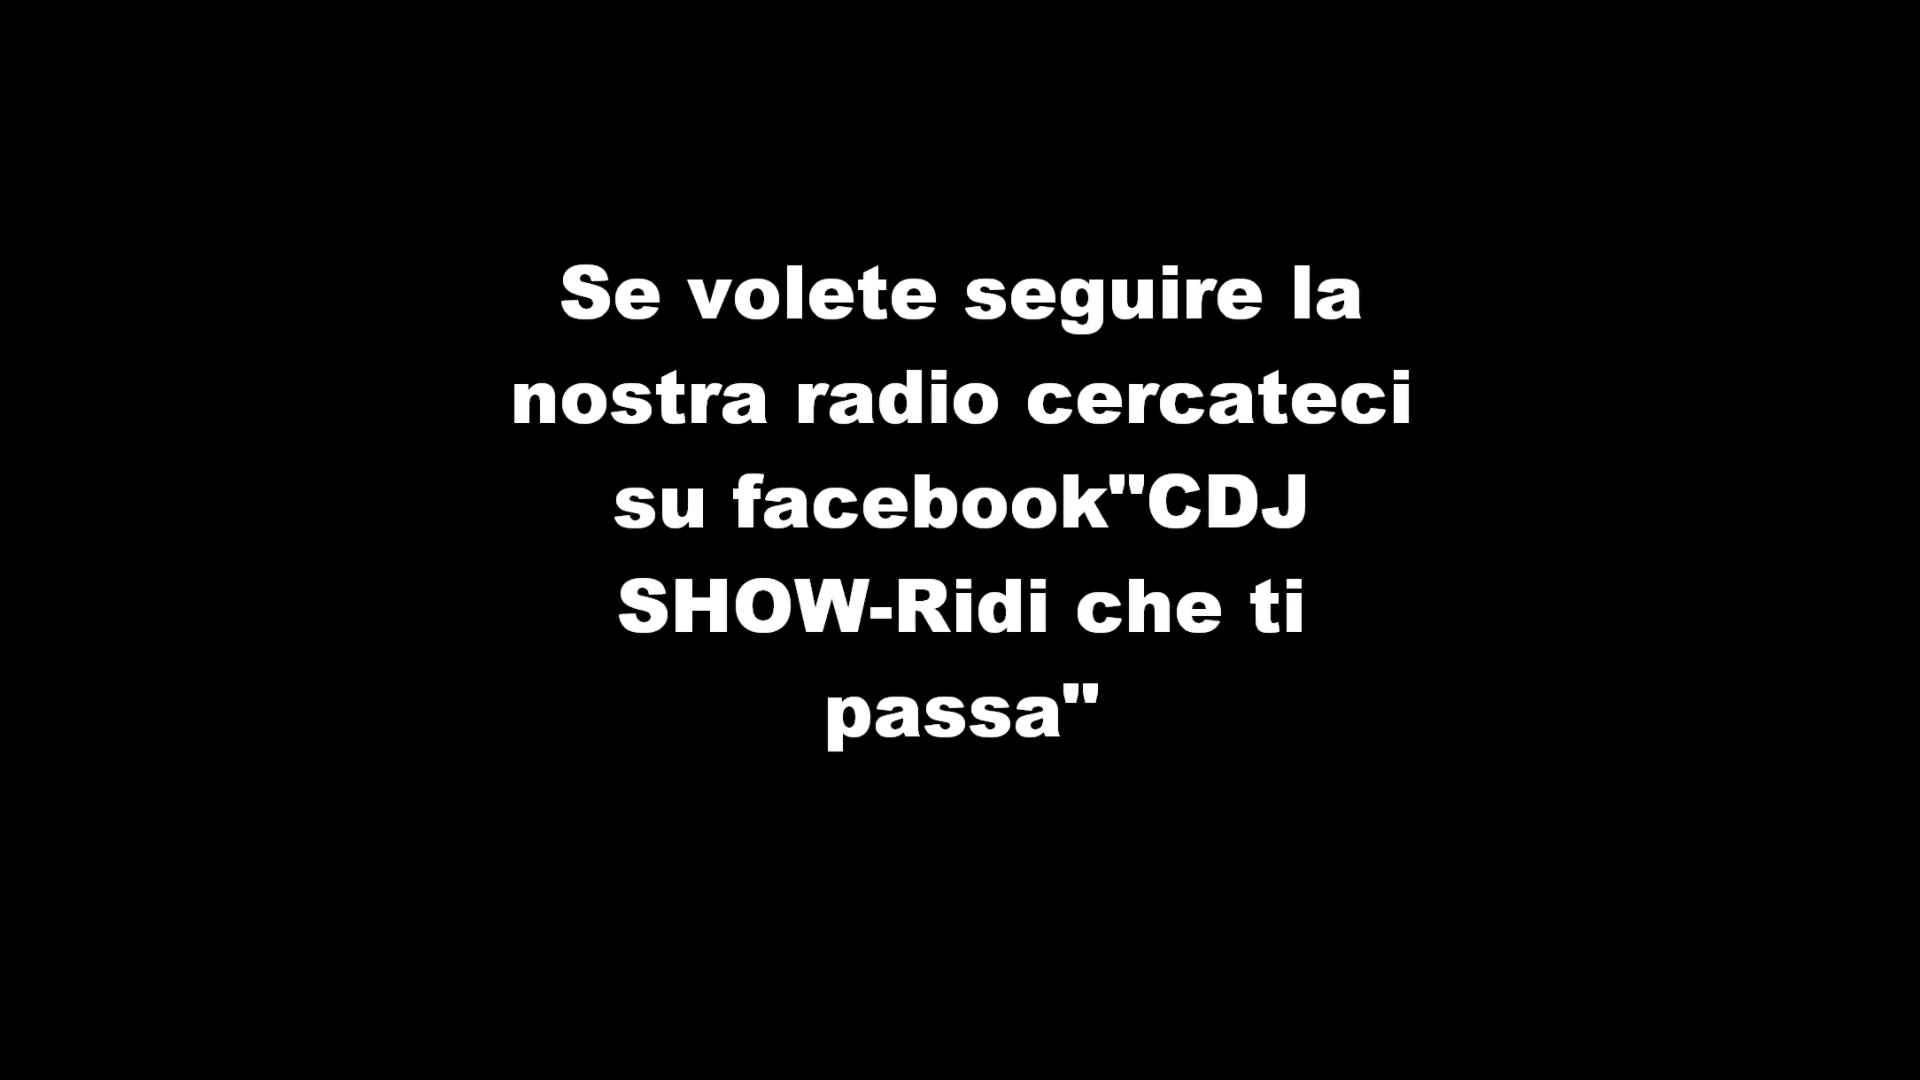 Se volete seguire la
nostra radio cercateci
su facebook"CDJ
SHOW-Ridi che ti
passa"